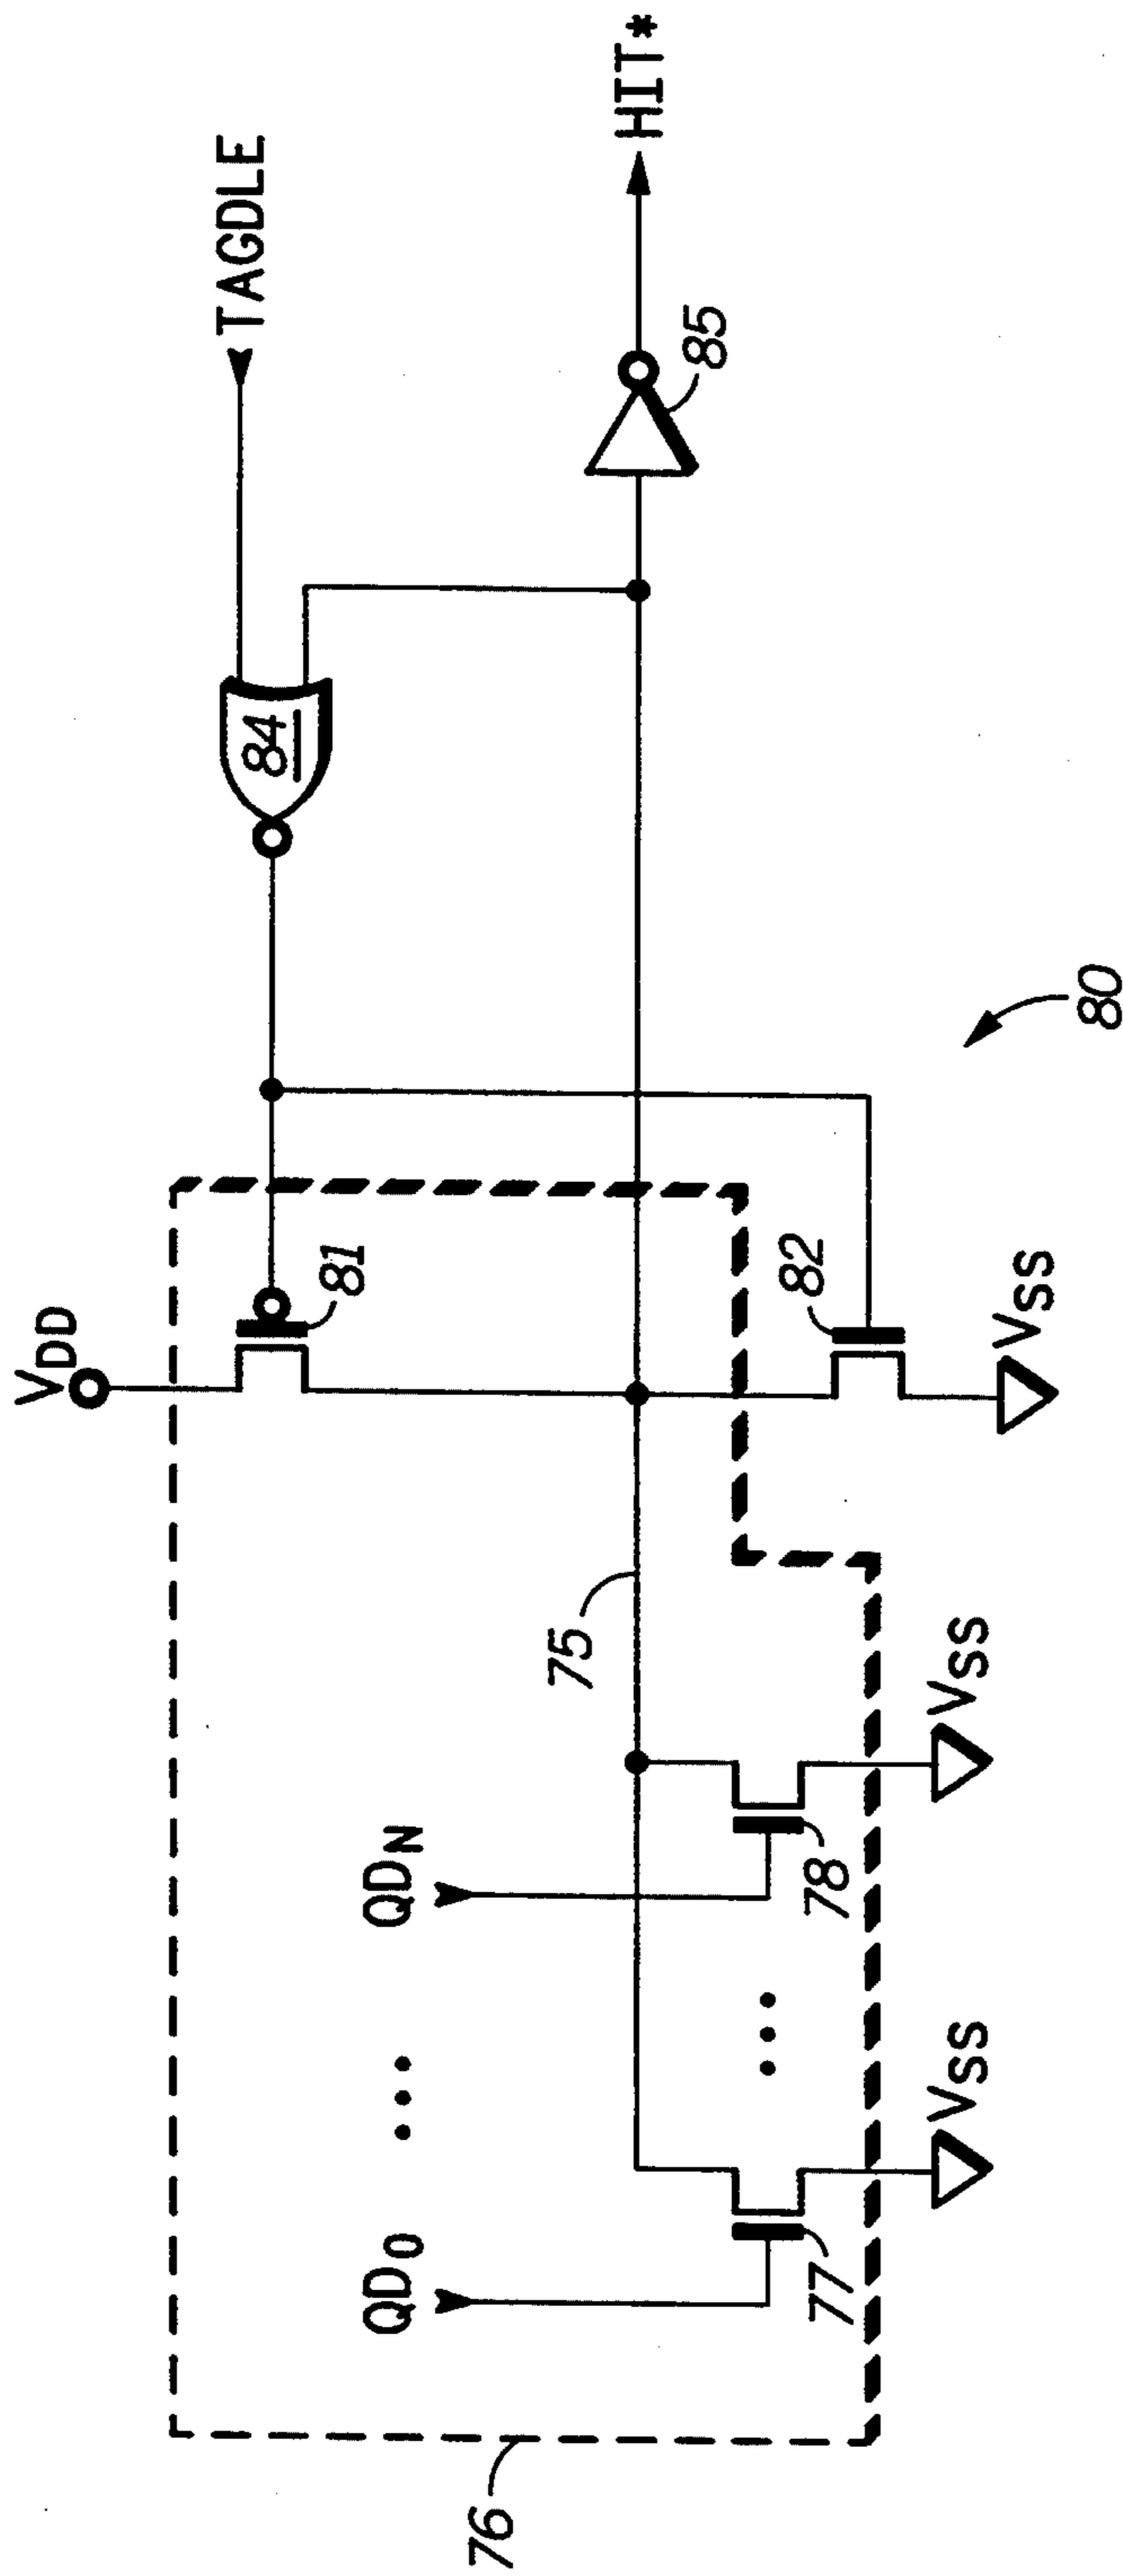 VDD
TAGDLE
84
81
HIT*
85
QD0
...
QDN
75
82
VSS
76
77
...
78
VSS
VSS
80